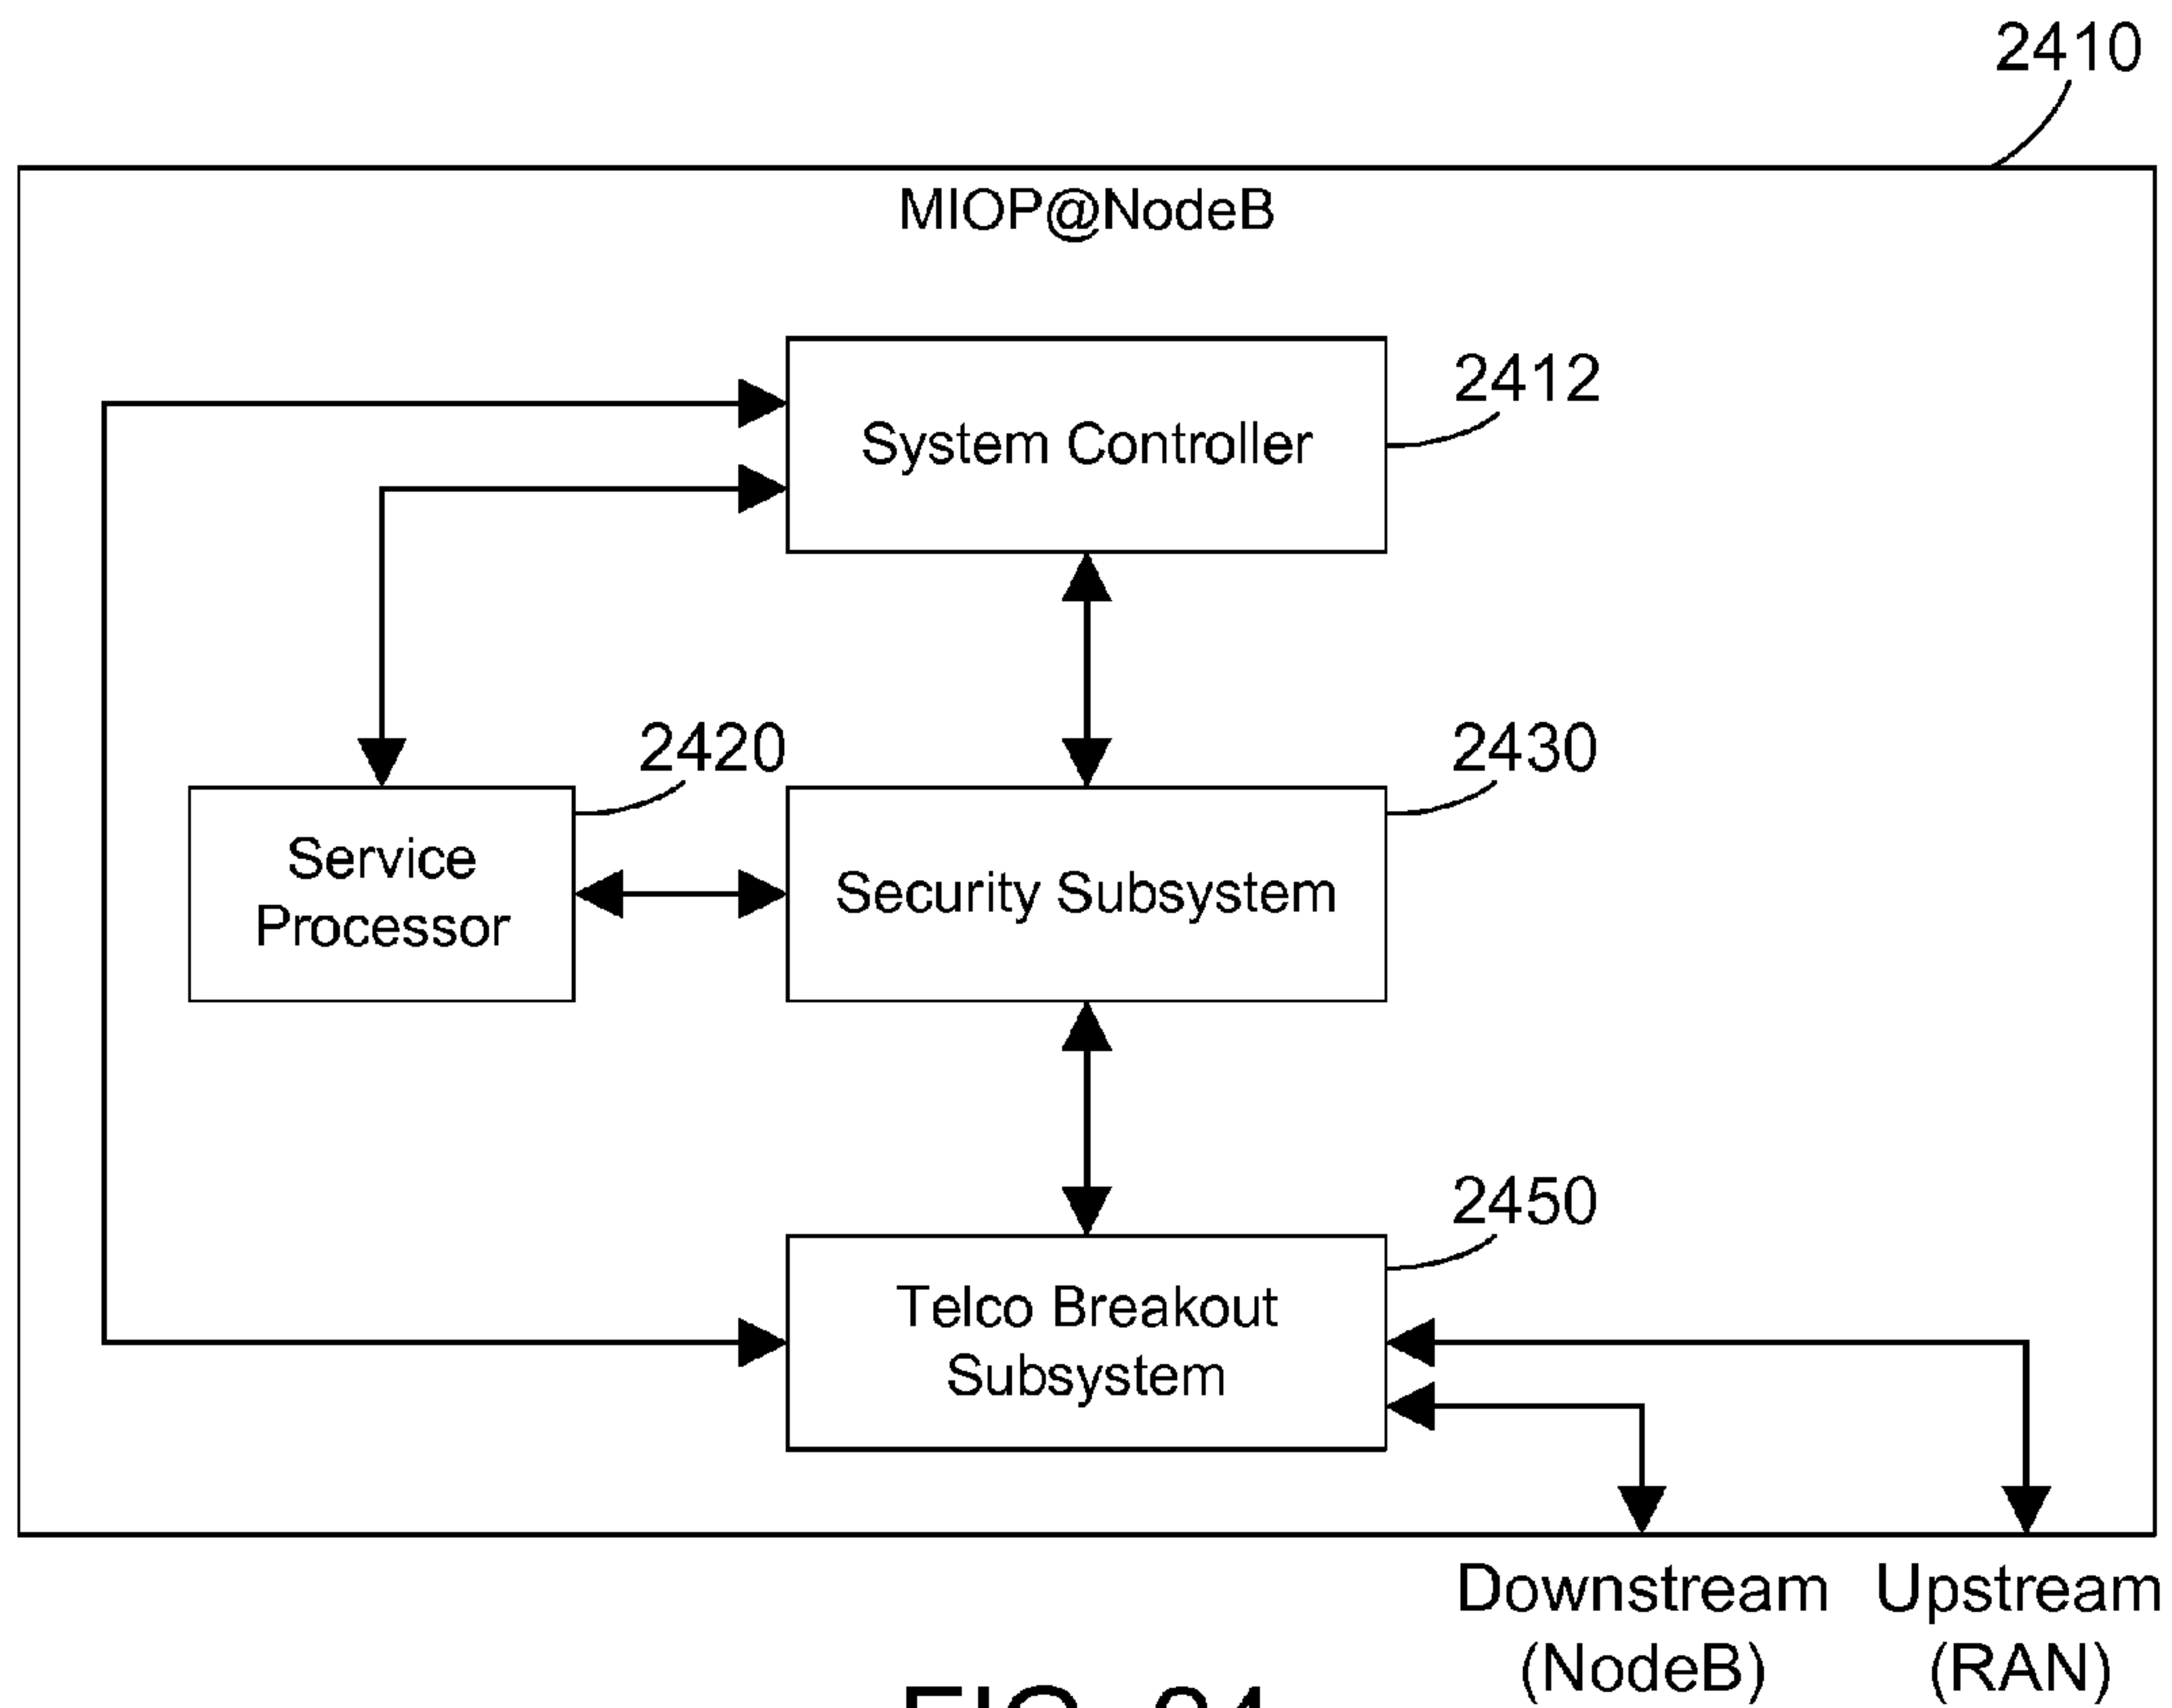 2410
MIOP@NodeB
System Controller
2412
2420
2430
Service
Processor
Security Subsystem
2450
Telco Breakout
Subsystem
Downstream
(NodeB)
Upstream
(RAN)